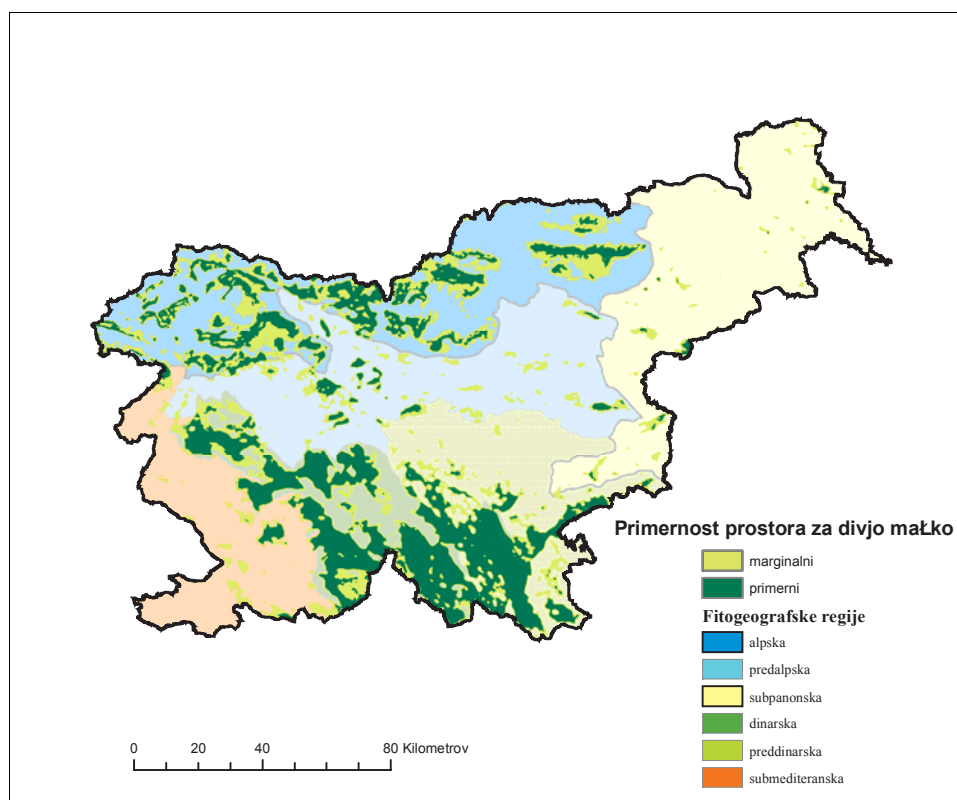 Primernost prostora za divjo maŁko
marginalni
primerni
Fitogeografske regije
alpska
predalpska
subpanonska
dinarska
preddinarska
submediteranska
0 20 40 80 Kilometrov